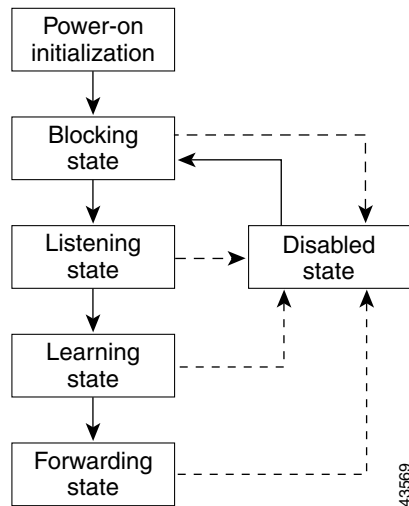 Power-on
initialization
Blocking
state
Listening
state
Disabled
state
Learning
state
Forwarding
state
43569